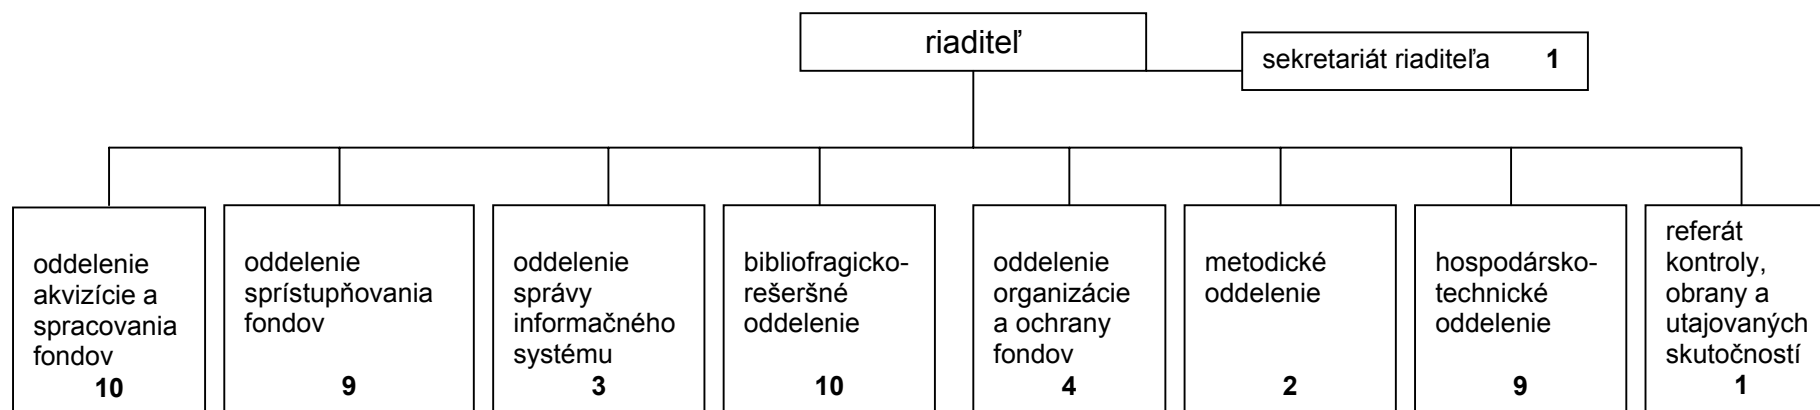 riaditeľ
sekretariát riaditeľa 1
oddelenie
akvizície a
spracovania
fondov
10
oddelenie
sprístupňovania
fondov
9
oddelenie
správy
informačného
systému
3
bibliofragicko-
rešeršné
oddelenie
10
oddelenie
organizácie
a ochrany
fondov
4
metodické
oddelenie
2
hospodársko-
technické
oddelenie
9
referát
kontroly,
obrany a
utajovaných
skutočností
1